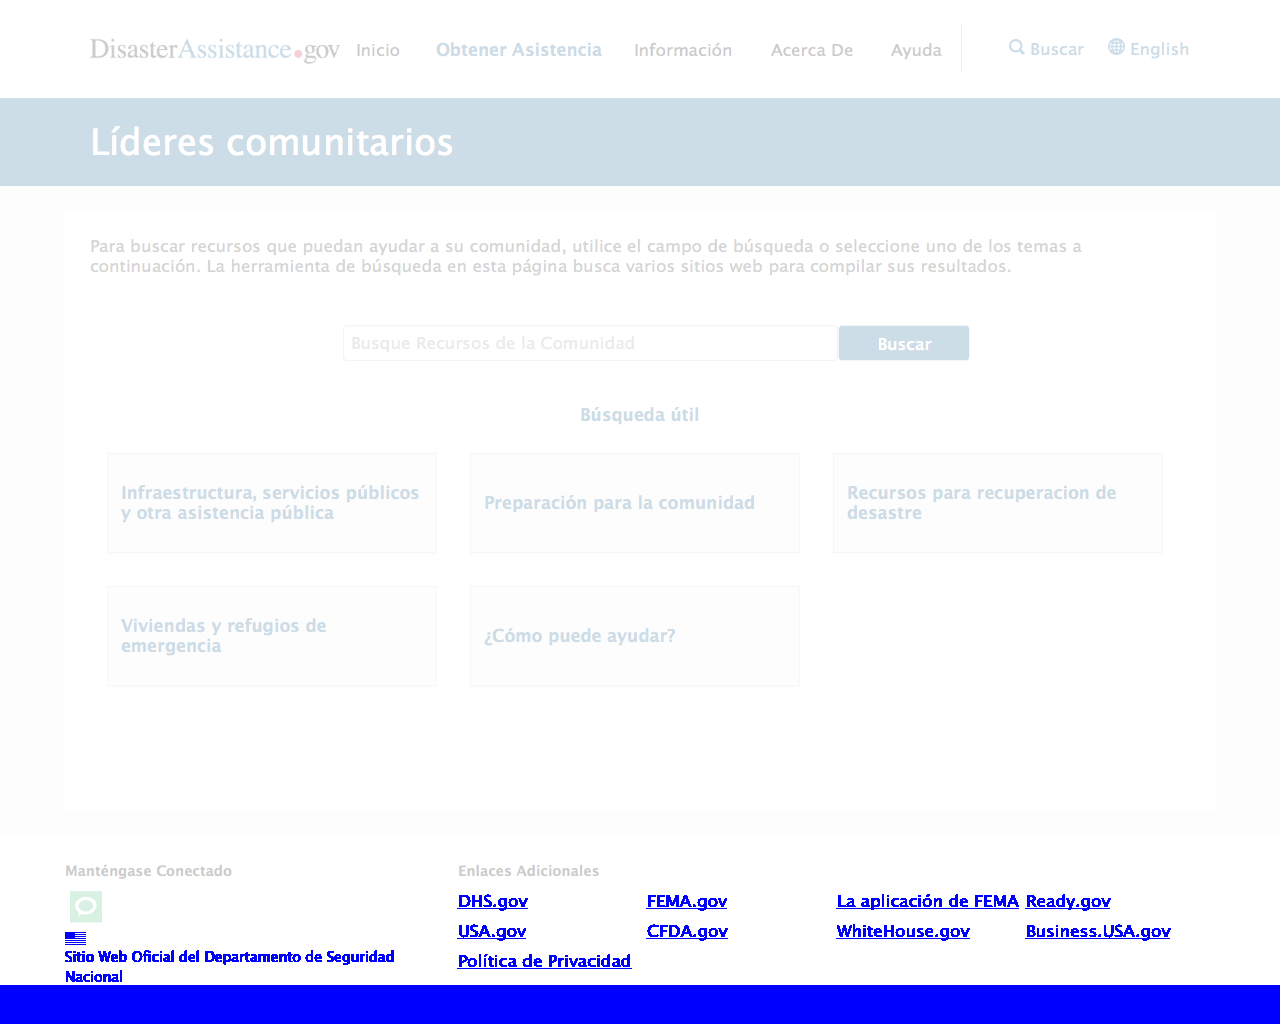 DisasterAssistance.gov Inicio Obtener Asistencia Información Acerca De Ayuda Buscar English
Líderes comunitarios
Para buscar recursos que puedan ayudar a su comunidad, utilice el campo de búsqueda o seleccione uno de los temas a
continuación. La herramienta de búsqueda en esta página busca varios sitios web para compilar sus resultados.
Busque Recursos de la Comunidad Buscar
Búsqueda útil
Infraestructura, servicios públicos
y otra asistencia pública
Preparación para la comunidad
Recursos para recuperacion de
desastre
Viviendas y refugios de
emergencia
¿Cómo puede ayudar?
Manténgase Conectado
Sitio Web Oficial del Departamento de Seguridad
Nacional
Enlaces Adicionales
DHS.gov FEMA.gov La aplicación de FEMA Ready.gov
USA.gov CFDA.gov WhiteHouse.gov Business.USA.gov
Política de Privacidad